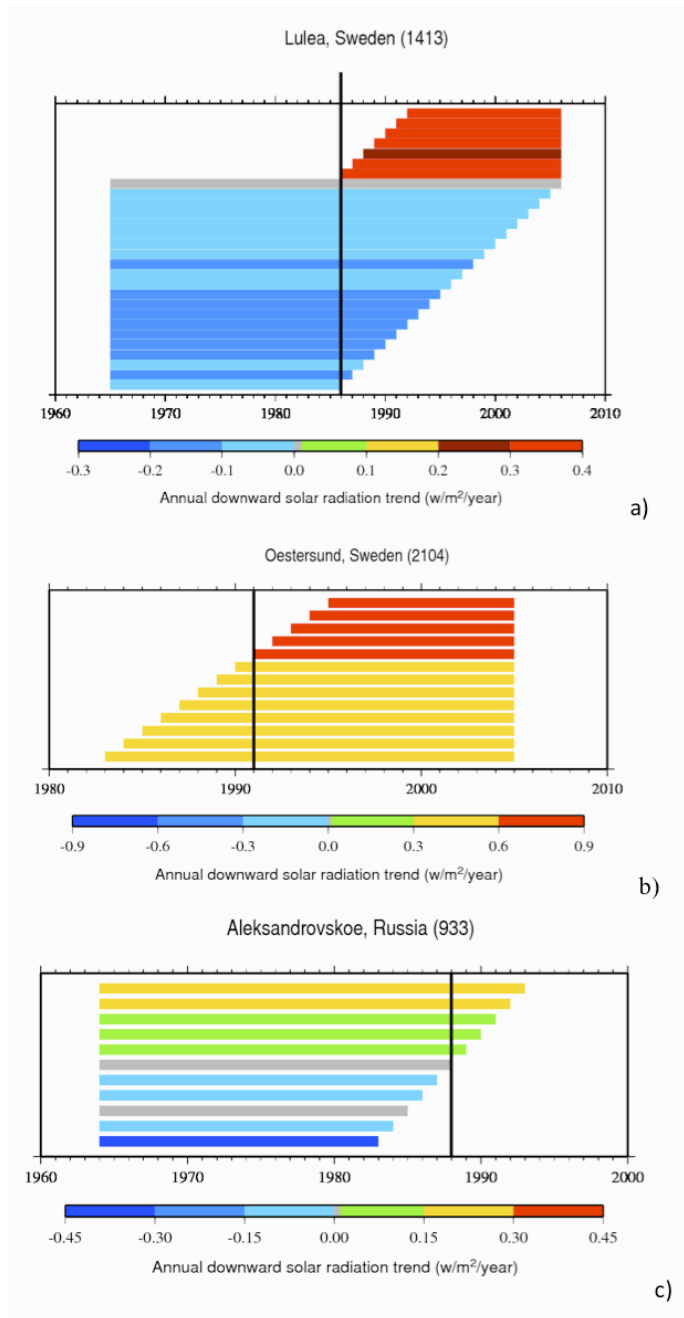 Lulea, Sweden (1413)
1960 1970 1980 1990 2000 2010
-0.3 -0.2 -0.1 0.0 0.1 0.2 0.3 0.4
Annual downward solar radiation trend (w/m²/year)
a)
Oestersund, Sweden (2104)
1980 1990 2000 2010
-0.9 -0.6 -0.3 0.0 0.3 0.6 0.9
Annual downward solar radiation trend (w/m²/year)
b)
Aleksandrovskoe, Russia (933)
1960 1970 1980 1990 2000
-0.45 -0.30 -0.15 0.00 0.15 0.30 0.45
Annual downward solar radiation trend (w/m²/year)
c)